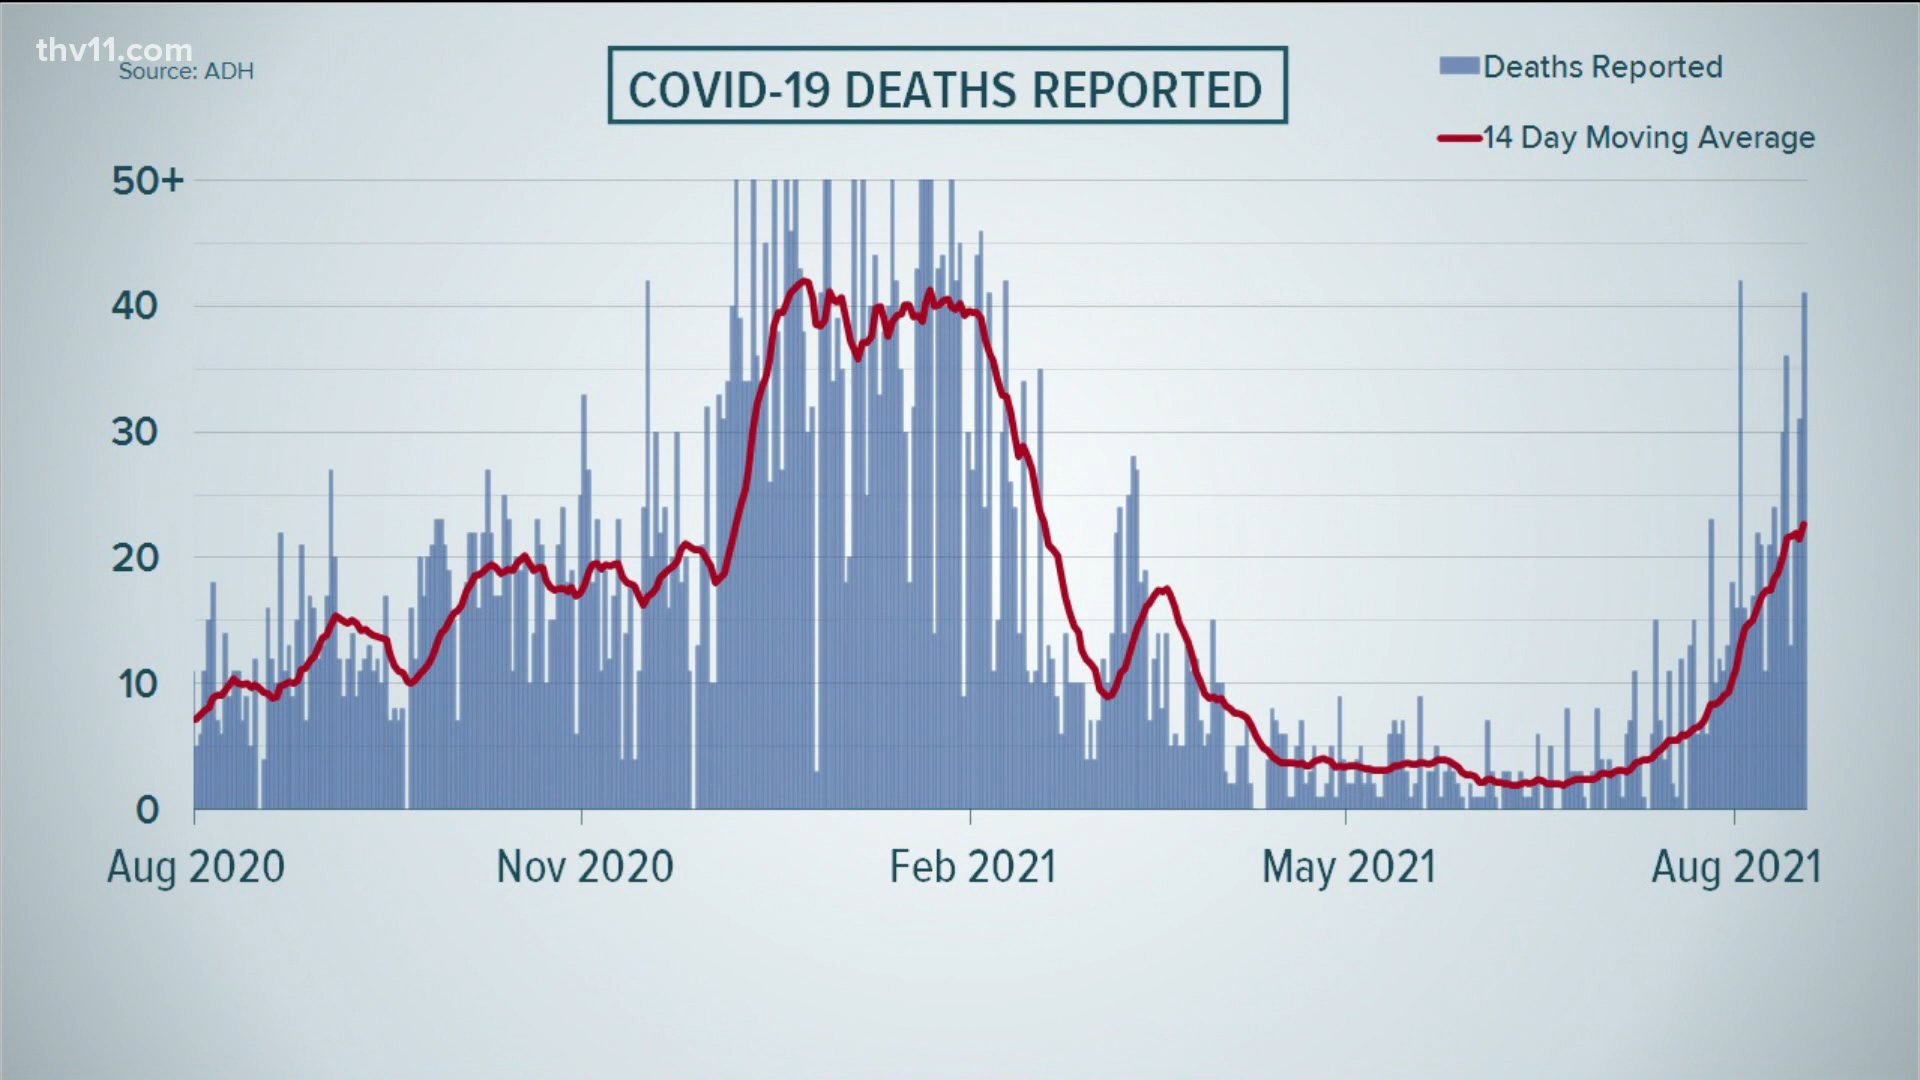 thv11.com
Source: ADH
COVID-19 DEATHS REPORTED
Deaths Reported
14 Day Moving Average
50+
40
30
20
10
0
Aug 2020
Nov 2020
Feb 2021
May 2021
Aug 2021